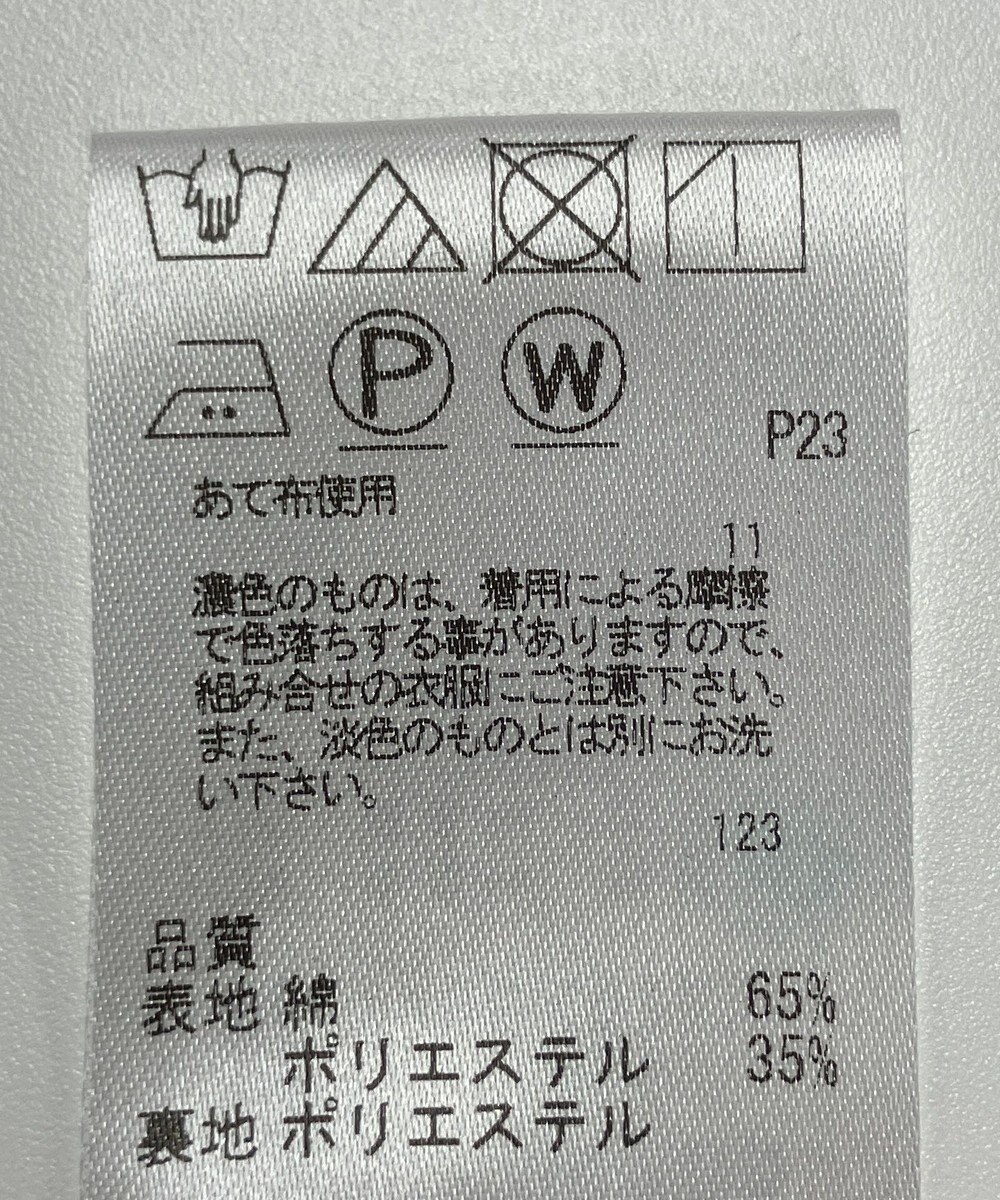 P W
P23
あて布使用
11
濃色のものは、着用による摩擦
で色落ちする事がありますので、
組み合せの衣服にご注意下さい。
また、淡色のものとは別にお洗
い下さい。
123
品質
表地 綿 65%
ポリエステル 35%
裏地 ポリエステル